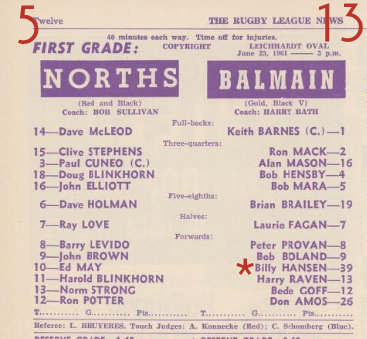 5 13
Twelve THE RUGBY LEAGUE NEWS
40 minutes each way. Time off for injuries.
FIRST GRADE: COPYRIGHT LEICHHARDT OVAL
June 25, 1961 —— 3 p.m.
NORTHS BALMAIN
(Red and Black) (Gold, Black V)
Coach: BOB SULLIVAN Coach: HARRY BATH
Full-backs:
14—Dave McLEOD Keith BARNES (C.)—1
Three-quarters:
15—Clive STEPHENS Ron MACK—2
3—Paul CUNEO (C.) Alan MASON—16
18—Doug BLINKHORN Bob HENSBY—4
16—John ELLIOTT Bob MARA—5
Five-eighths:
6—Dave HOLMAN Brian BRAILEY—19
Halves:
7—Ray LOVE Laurie FAGAN—7
Forwards:
8—Barry LEVIDO Peter PROVAN—8
9—John BROWN Bob BOLAND—9
10—Ed MAY *Billy HANSEN—39
11—Harold BLINKHORN Harry RAVEN—13
13—Norm STRONG Bede GOFF—12
12—Ron POTTER Don AMOS—26
T.......... G.......... Pts.......... T.......... G.......... Pts..........
Referee: L. BRUYERES, Touch Judges: A. Kennecke (Red); C. Schomberg (Blue).